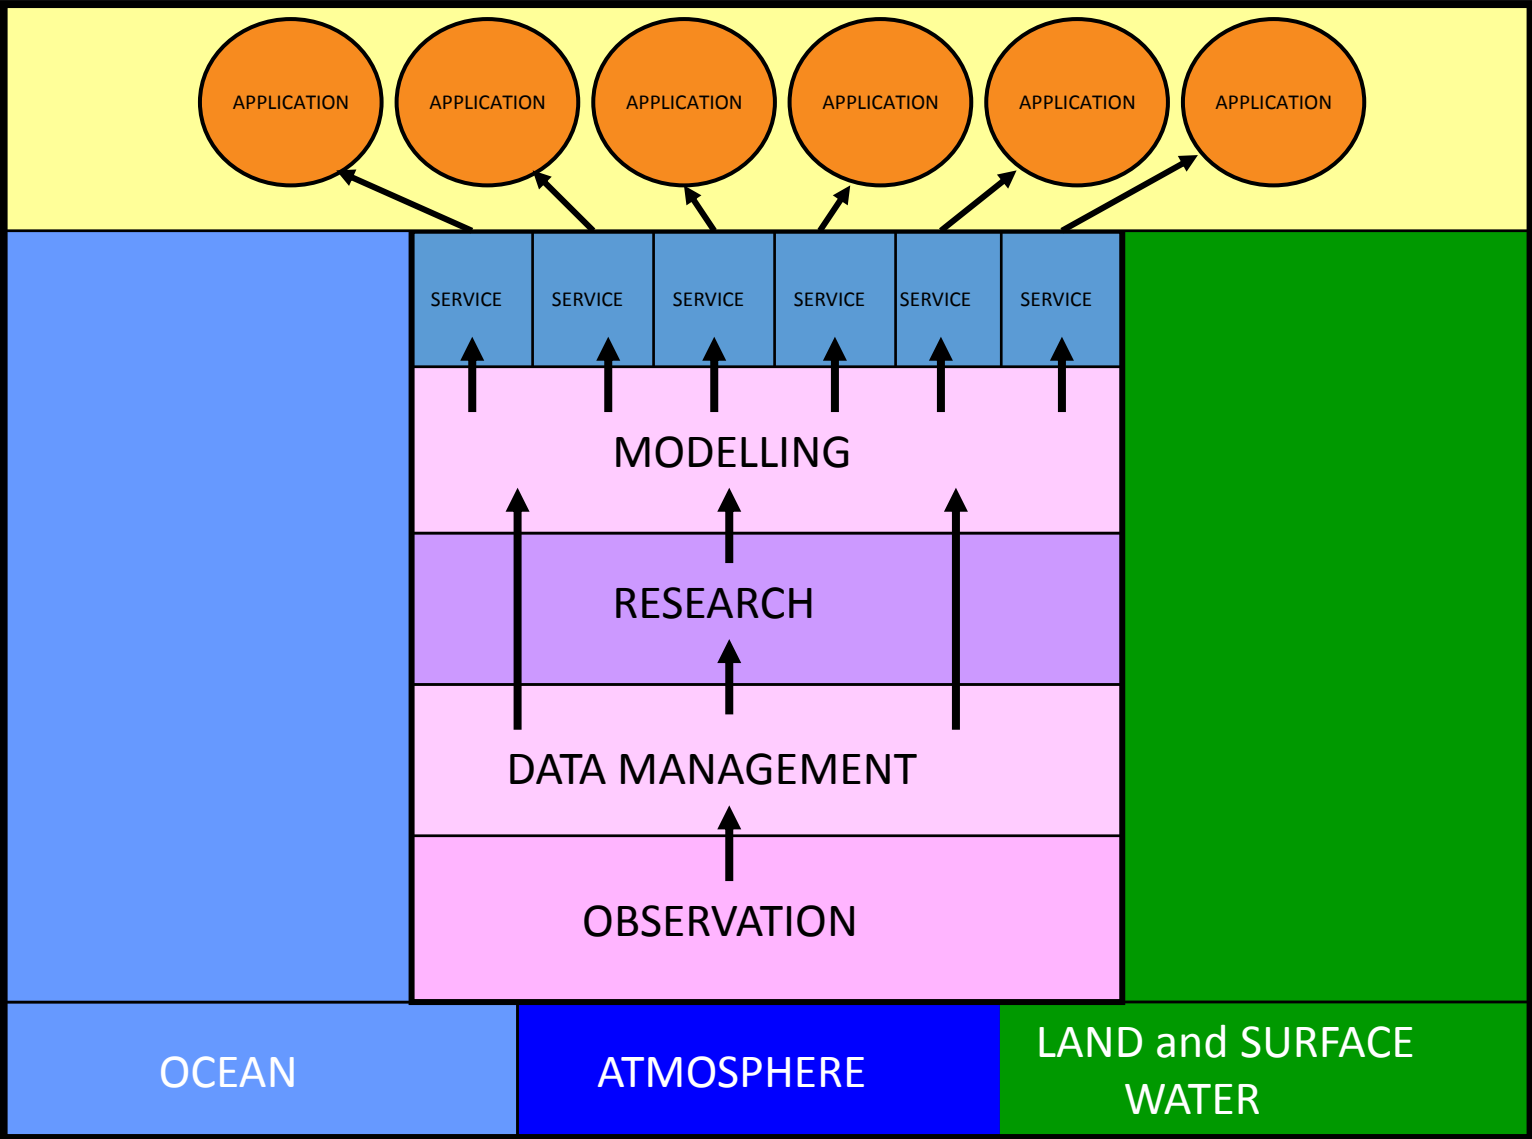 APPLICATION APPLICATION APPLICATION APPLICATION APPLICATION APPLICATION
SERVICE SERVICE SERVICE SERVICE SERVICE SERVICE
MODELLING
RESEARCH
DATA MANAGEMENT
OBSERVATION
OCEAN
ATMOSPHERE
LAND and SURFACE
WATER